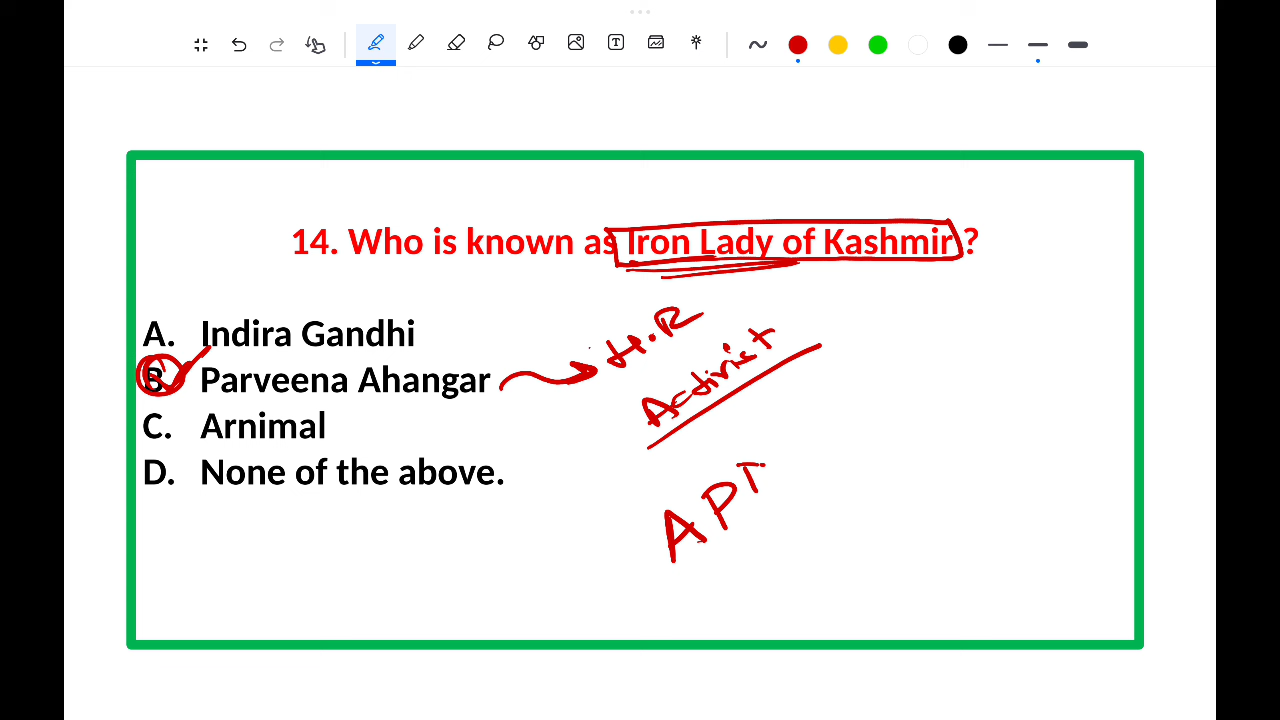 14. Who is known as Iron Lady of Kashmir ?
A. Indira Gandhi
B. Parveena Ahangar
C. Arnimal
D. None of the above.
H.R
Activist
APT